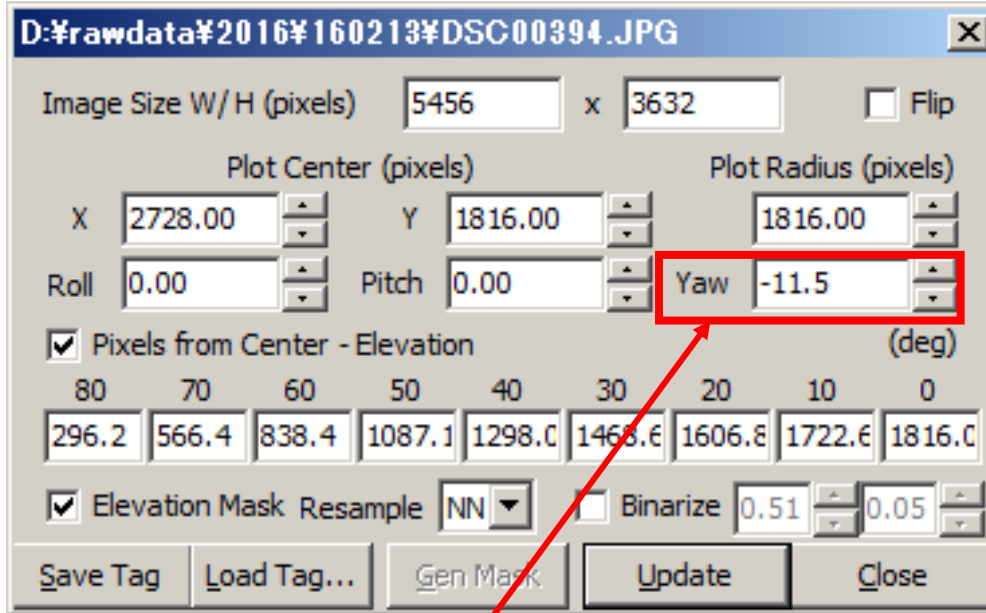 D:¥rawdata¥2016¥160213¥DSC00394.JPG
Image Size W/ H (pixels) 5456 x 3632 Flip
Plot Center (pixels) Plot Radius (pixels)
X 2728.00 Y 1816.00 1816.00
Roll 0.00 Pitch 0.00 Yaw -11.5
Pixels from Center - Elevation (deg)
80 70 60 50 40 30 20 10 0
296.2 566.4 838.4 1087.1 1298.0 1468.6 1606.8 1722.6 1816.0
Elevation Mask Resample NN Binarize 0.51 0.05
Save Tag Load Tag... Gen Mask Update Close